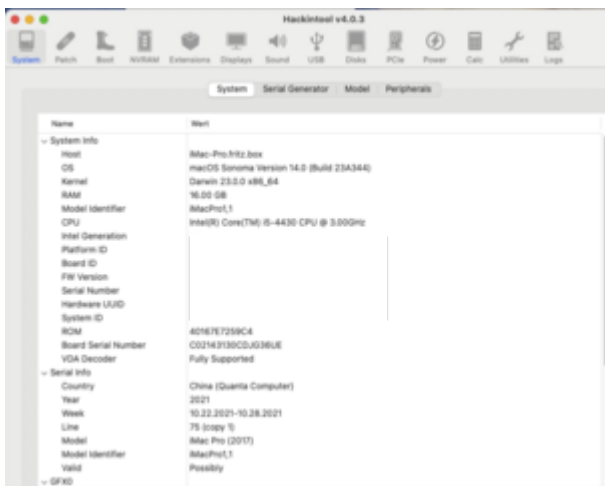 Hackintool v4.0.3
System Patch Boot NVRAM Extensions Displays Sound USB Disks PCIe Power Calc Utilities Logs
System Serial Generator Model Peripherals
Name Wert
System Info
Host iMac-Pro.fritz.box
OS macOS Sonoma Version 14.0 (Build 23A344)
Kernel Darwin 23.0.0 x86_64
RAM 16.00 GB
Model Identifier iMacPro1,1
CPU Intel(R) Core(TM) i5-4430 CPU @ 3.00GHz
Intel Generation
Platform ID
Board ID
FW Version
Serial Number
Hardware UUID
System ID
ROM 40167E7259C4
Board Serial Number C02143130CDJG36UE
VDA Decoder Fully Supported
Serial Info
Country China (Quanta Computer)
Year 2021
Week 10.22.2021-10.28.2021
Line 75 (copy 1)
Model iMac Pro (2017)
Model Identifier iMacPro1,1
Valid Possibly
GFX0